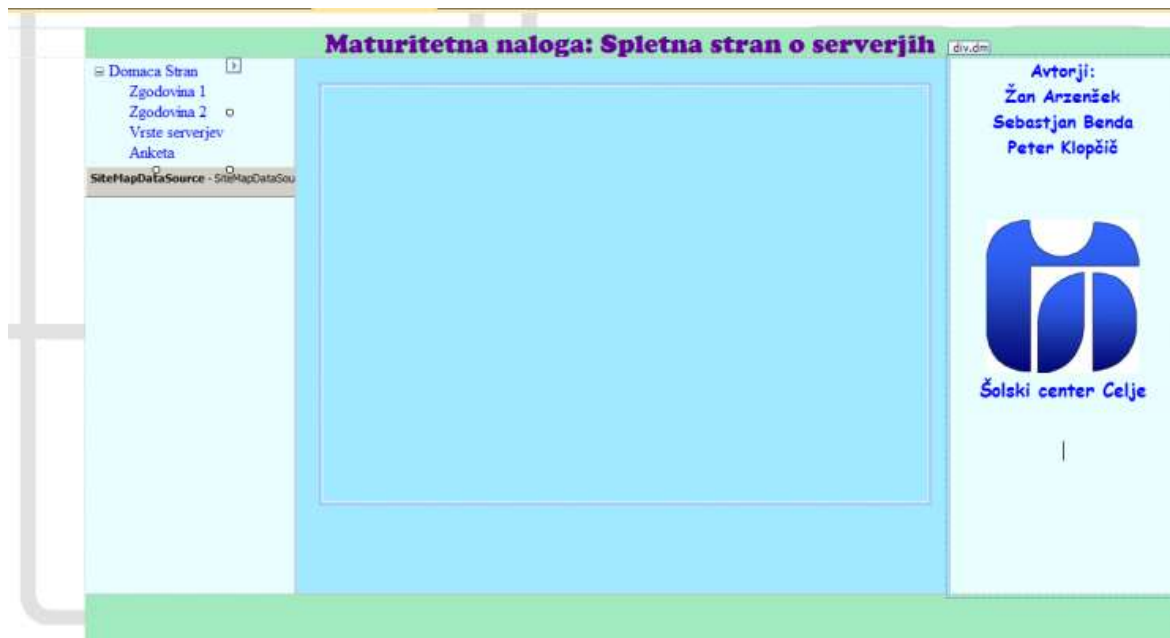 Maturitetna naloga: Spletna stran o serverjih
div.dm
Domaca Stran
Zgodovina 1
Zgodovina 2
Vrste serverjev
Anketa
SiteMapDataSource - SiteMapDataSou
Avtorji:
Žan Arzenšek
Sebastjan Benda
Peter Klopčič
Šolski center Celje